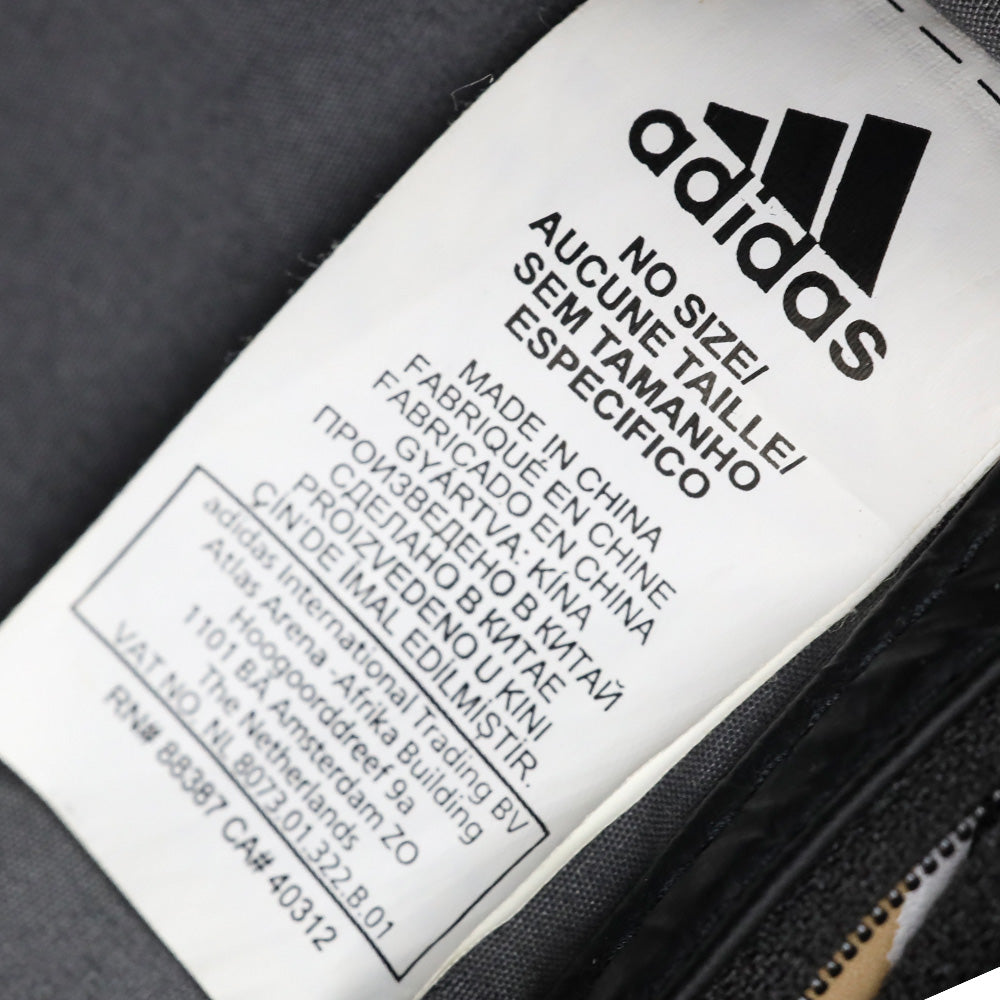 adidas
NO SIZE/
AUCUNE TAILLE/
SEM TAMANHO
ESPECIFICO
MADE IN CHINA
FABRIQUÉ EN CHINE
FABRICADO EN CHINA
GYÁRTVA: KÍNA
ПРОИЗВЕДЕНО В КИТАЙ
СДЕЛАНО В КИТАЕ
PROIZVEDENO U KINI
ÇİN'DE İMAL EDİLMİŞTİR.
adidas International Trading BV
Atlas Arena -Afrika Building
Hoogoorddreef 9a
1101 BA Amsterdam ZO
The Netherlands
VAT NO. NL 8073.01.322.B.01
RN# 88387 CA# 40312